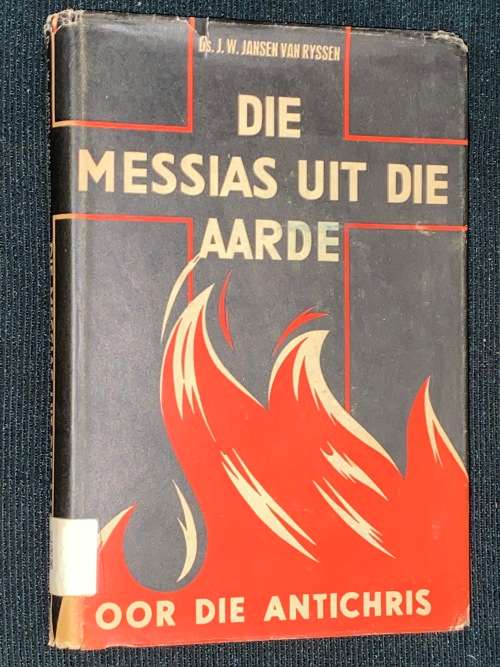 Ds. J. W. JANSEN VAN RYSSEN
DIE
MESSIAS UIT DIE
AARDE
OOR DIE ANTICHRIS